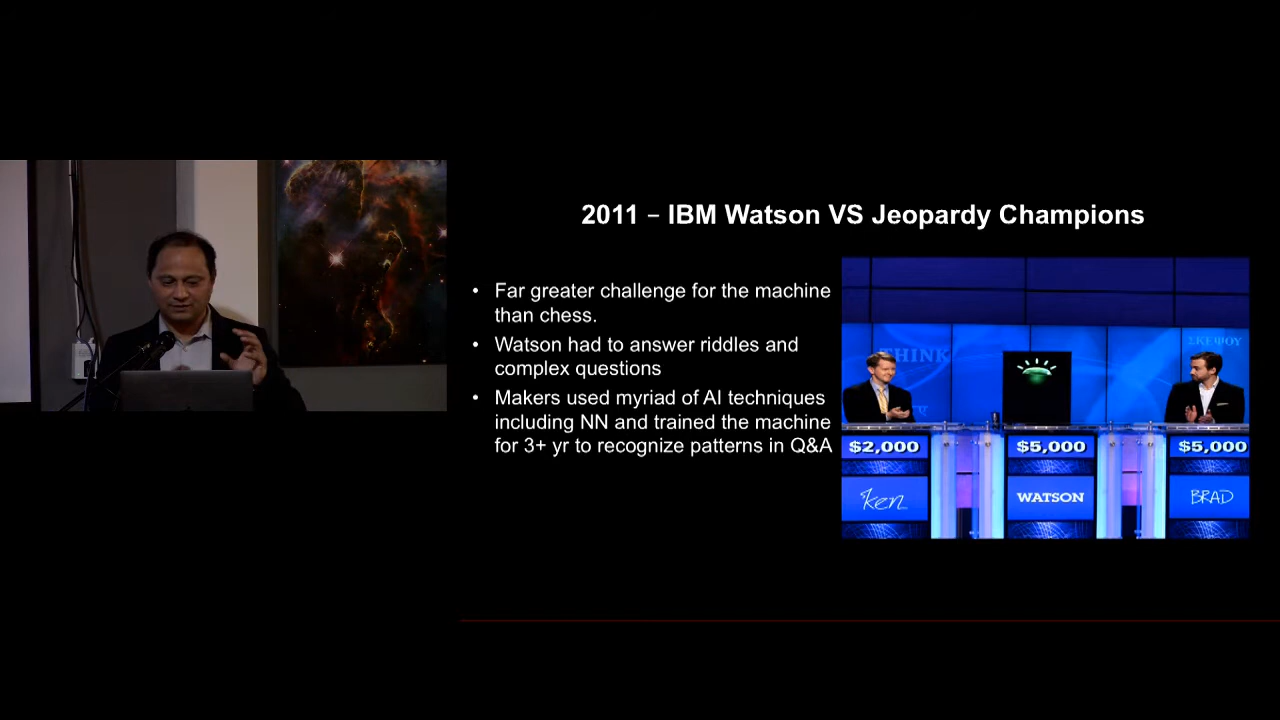 2011 – IBM Watson VS Jeopardy Champions
• Far greater challenge for the machine
than chess.
• Watson had to answer riddles and
complex questions
• Makers used myriad of AI techniques
including NN and trained the machine
for 3+ yr to recognize patterns in Q&A
THINK
ΣΚΕΨΟΥ
$2,000
$5,000
$5,000
Ken
WATSON
BRAD